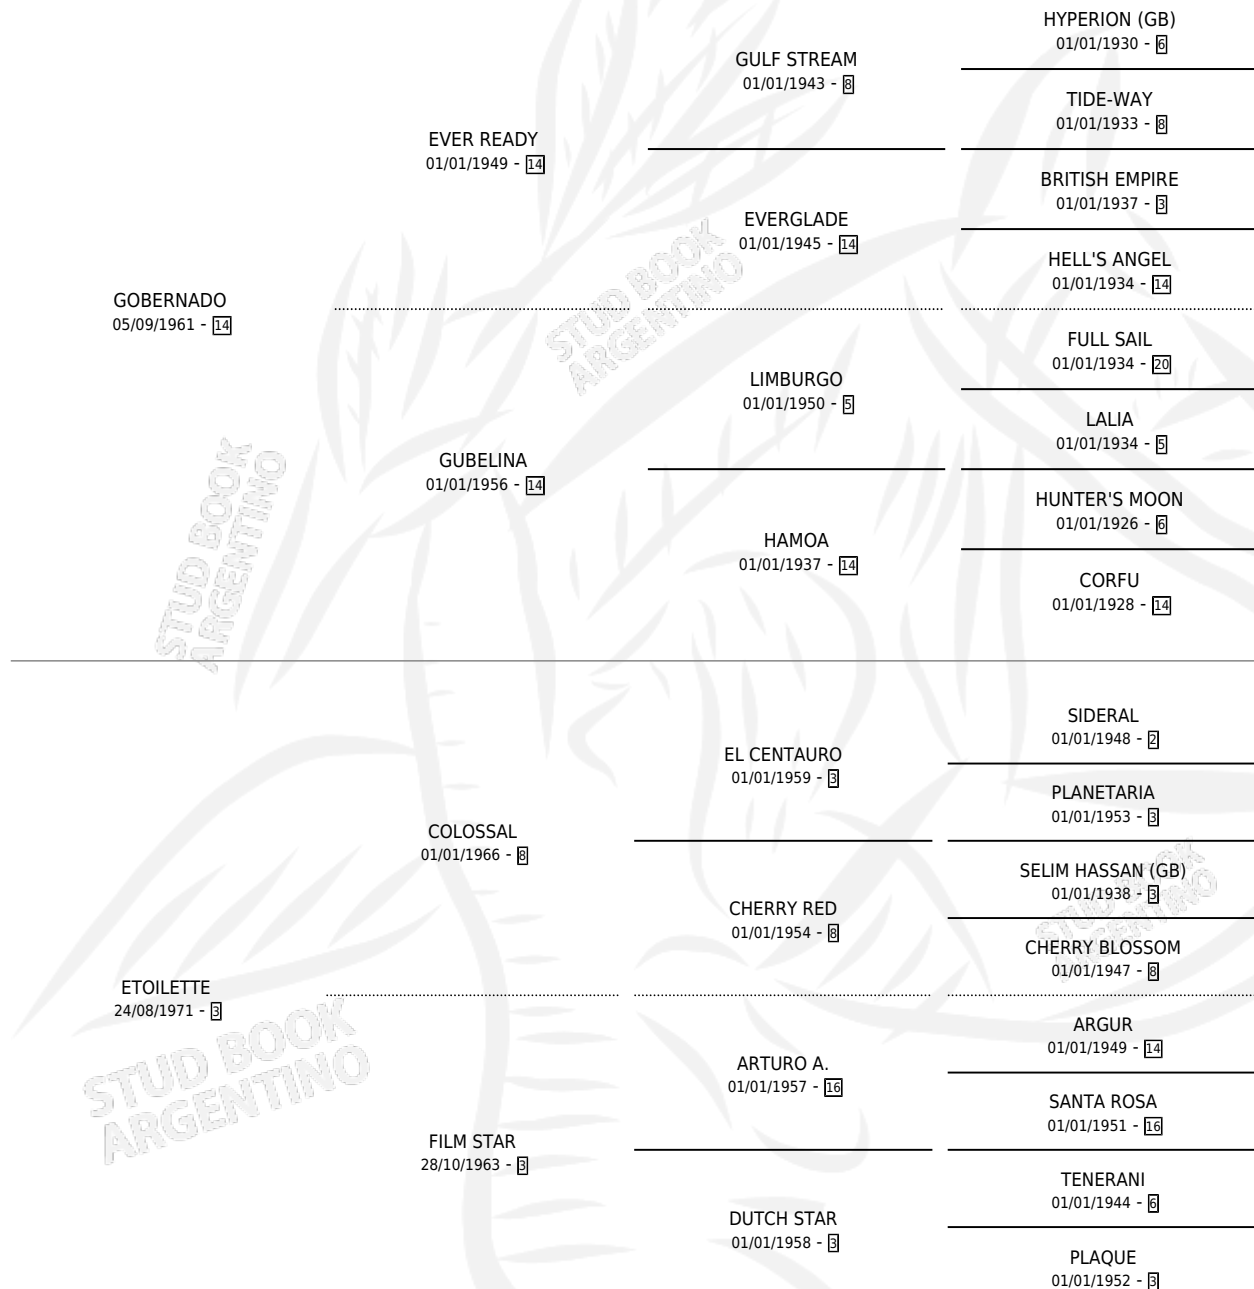 HYPERION (GB)
01/01/1930 - 6
GULF STREAM
01/01/1943 - 8
TIDE-WAY
01/01/1933 - 8
EVER READY
01/01/1949 - 14
BRITISH EMPIRE
01/01/1937 - 3
EVERGLADE
01/01/1945 - 14
HELL'S ANGEL
01/01/1934 - 14
GOBERNADO
05/09/1961 - 14
FULL SAIL
01/01/1934 - 20
LIMBURGO
01/01/1950 - 5
LALIA
01/01/1934 - 5
GUBELINA
01/01/1956 - 14
HUNTER'S MOON
01/01/1926 - 6
HAMOA
01/01/1937 - 14
CORFU
01/01/1928 - 14
SIDERAL
01/01/1948 - 2
EL CENTAURO
01/01/1959 - 3
PLANETARIA
01/01/1953 - 3
COLOSSAL
01/01/1966 - 8
SELIM HASSAN (GB)
01/01/1938 - 3
CHERRY RED
01/01/1954 - 8
CHERRY BLOSSOM
01/01/1947 - 8
ETOILETTE
24/08/1971 - 3
ARGUR
01/01/1949 - 14
ARTURO A.
01/01/1957 - 16
SANTA ROSA
01/01/1951 - 16
FILM STAR
28/10/1963 - 3
TENERANI
01/01/1944 - 6
DUTCH STAR
01/01/1958 - 3
PLAQUE
01/01/1952 - 3
STUD BOOK
ARGENTINO
STUD BOOK
ARGENTINO
STUD BOOK
ARGENTINO
STUD BOOK
ARGENTINO